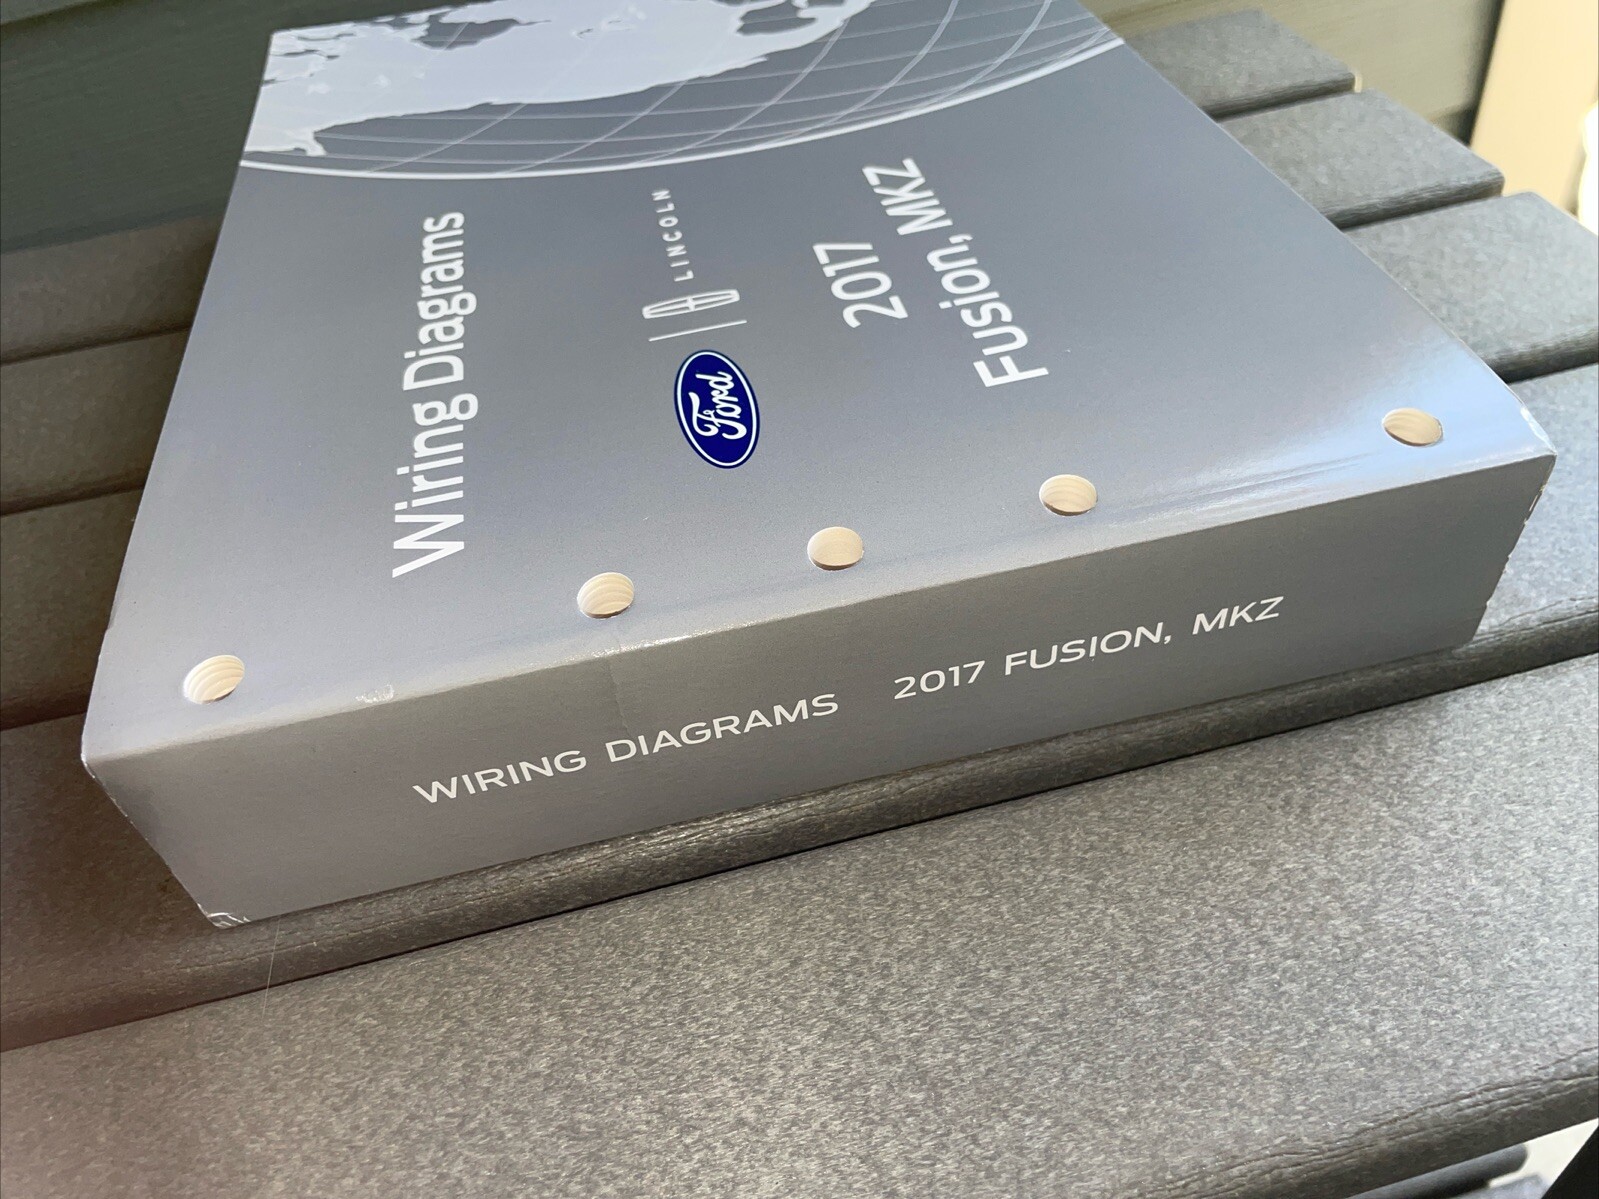 Wiring Diagrams
Ford
LINCOLN
2017
Fusion, MKZ
WIRING DIAGRAMS 2017 FUSION, MKZ